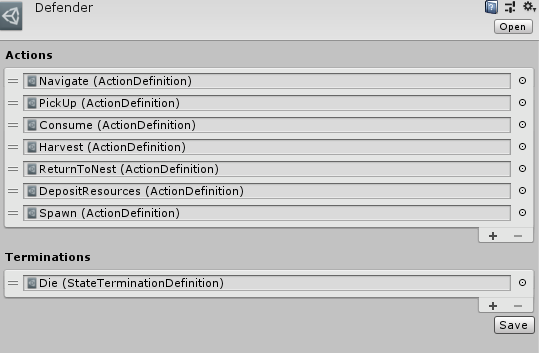 Defender
Open
Actions
Navigate (ActionDefinition)
PickUp (ActionDefinition)
Consume (ActionDefinition)
Harvest (ActionDefinition)
ReturnToNest (ActionDefinition)
DepositResources (ActionDefinition)
Spawn (ActionDefinition)
Terminations
Die (StateTerminationDefinition)
Save